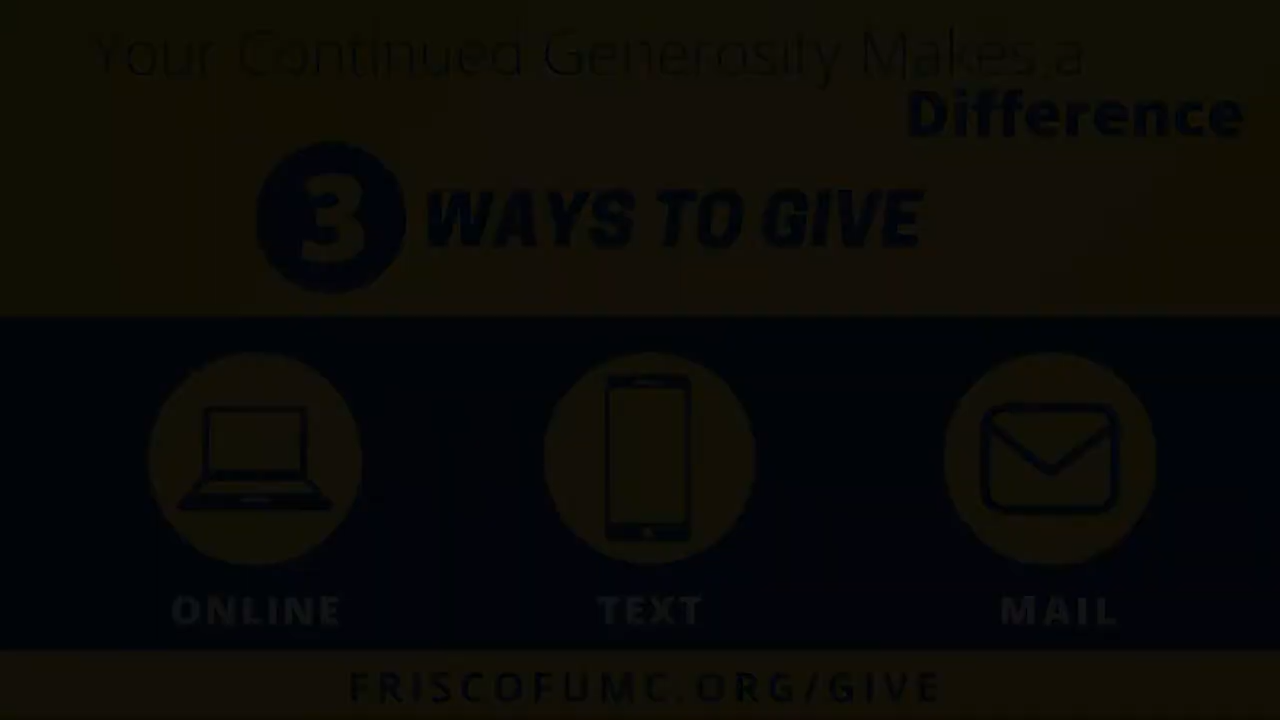 Your Continued Generosity Makes a
Difference
3 WAYS TO GIVE
ONLINE
TEXT
MAIL
FRISCOFUMC.ORG/GIVE